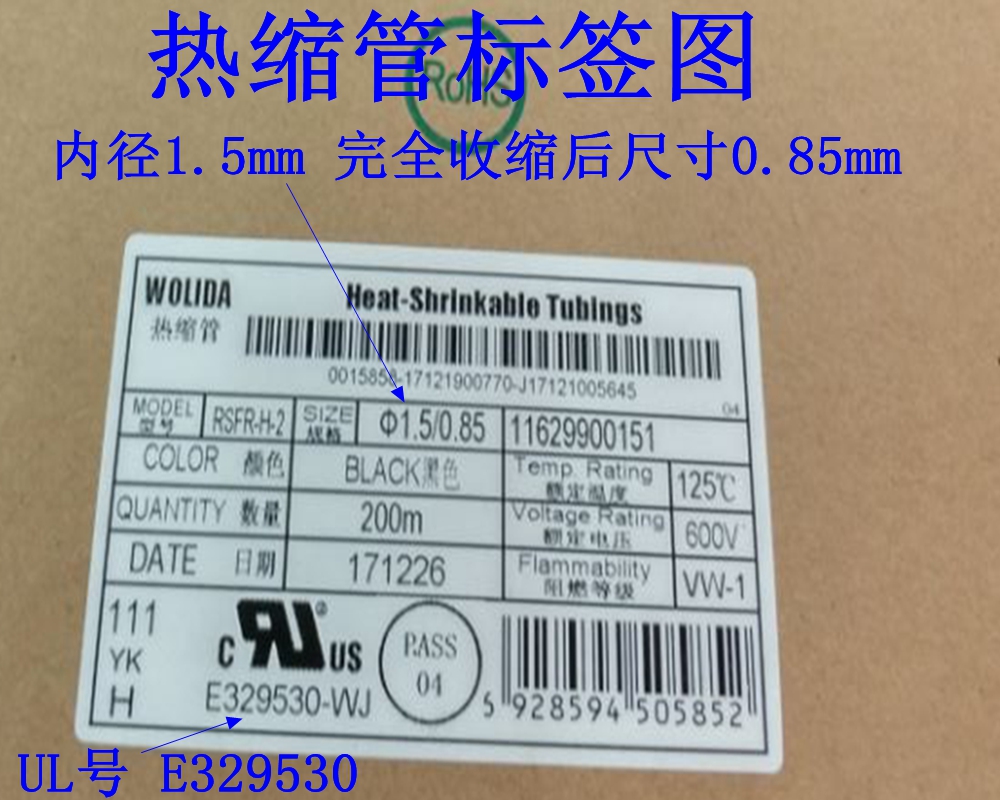 热缩管标签图
RoHS
内径1.5mm 完全收缩后尺寸0.85mm
WOLIDA
Heat-Shrinkable Tubings
热缩管
0015858-17121900770-J17121005645
04
MODEL 型号 RSFR-H-2 SIZE 规格 Φ1.5/0.85 11629900151
COLOR 颜色 BLACK黑色 Temp. Rating 额定温度 125℃
QUANTITY 数量 200m Voltage Rating 额定电压 600V
DATE 日期 171226 Flammability 阻燃等级 VW-1
111
YK
H
C RU ® US
E329530-WJ
PASS
04
5 928594 505852
UL号 E329530